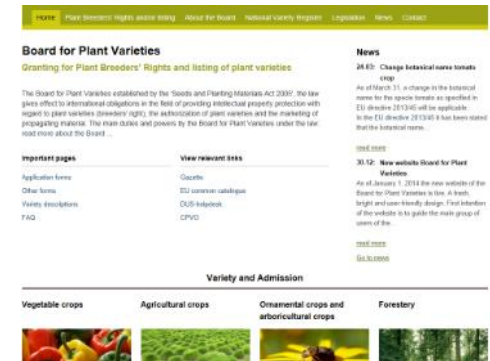 Home Plant Breeders' Rights and/or listing About the Board National Variety Register Legislation News Contact
Board for Plant Varieties
Granting for Plant Breeders' Rights and listing of plant varieties
The Board for Plant Varieties established by the 'Seeds and Planting Materials Act 2005', the law
gives effect to international obligations in the field of providing intellectual property protection with
regard to plant varieties (breeders' right), the authorization of plant varieties and the marketing of
propagating material. The main duties and powers by the Board for Plant Varieties under the law:
read more about the Board ...
Important pages
Application forms
Other forms
Variety descriptions
FAQ
View relevant links
Gazette
EU common catalogue
DUS-helpdesk
CPVO
News
24.03: Change botanical name tomato
crop
As of March 31, a change in the botanical
name for the specie tomato as specified in
EU directive 2013/45 will be applicable.
In the EU directive 2013/45 it has been stated
that the botanical name...
read more
30.12: New website Board for Plant
Varieties
As of January 1, 2014 the new website of the
Board for Plant Varieties is live. A fresh,
bright and user-friendly design. First intention
of the website is to guide the main group of
users of the...
read more
Go to news
Variety and Admission
Vegetable crops
Agricultural crops
Ornamental crops and
arboricultural crops
Forestery